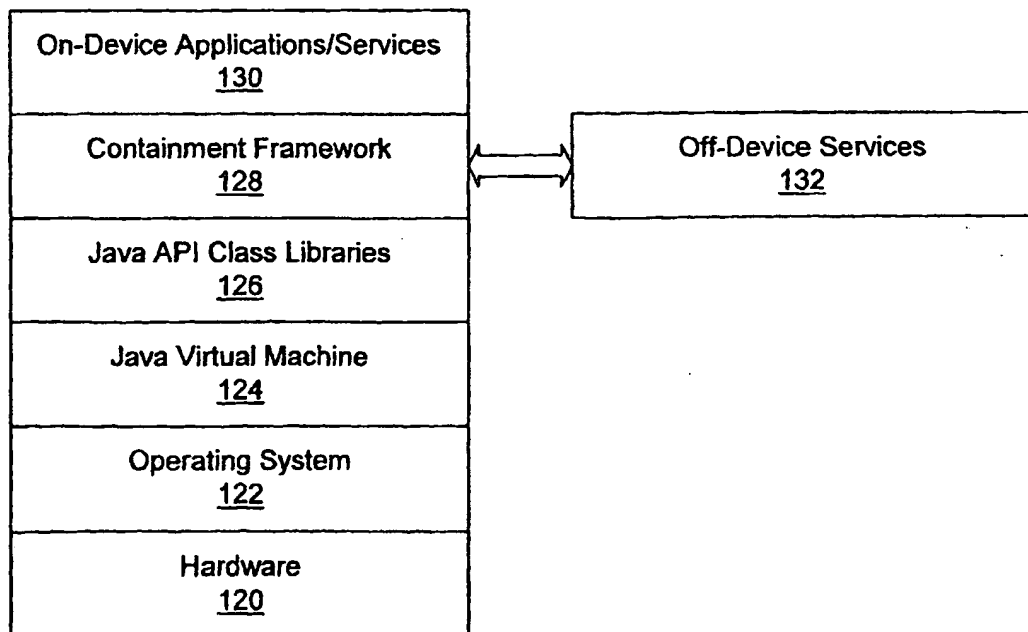 On-Device Applications/Services
130
Containment Framework
128
Off-Device Services
132
Java API Class Libraries
126
Java Virtual Machine
124
Operating System
122
Hardware
120